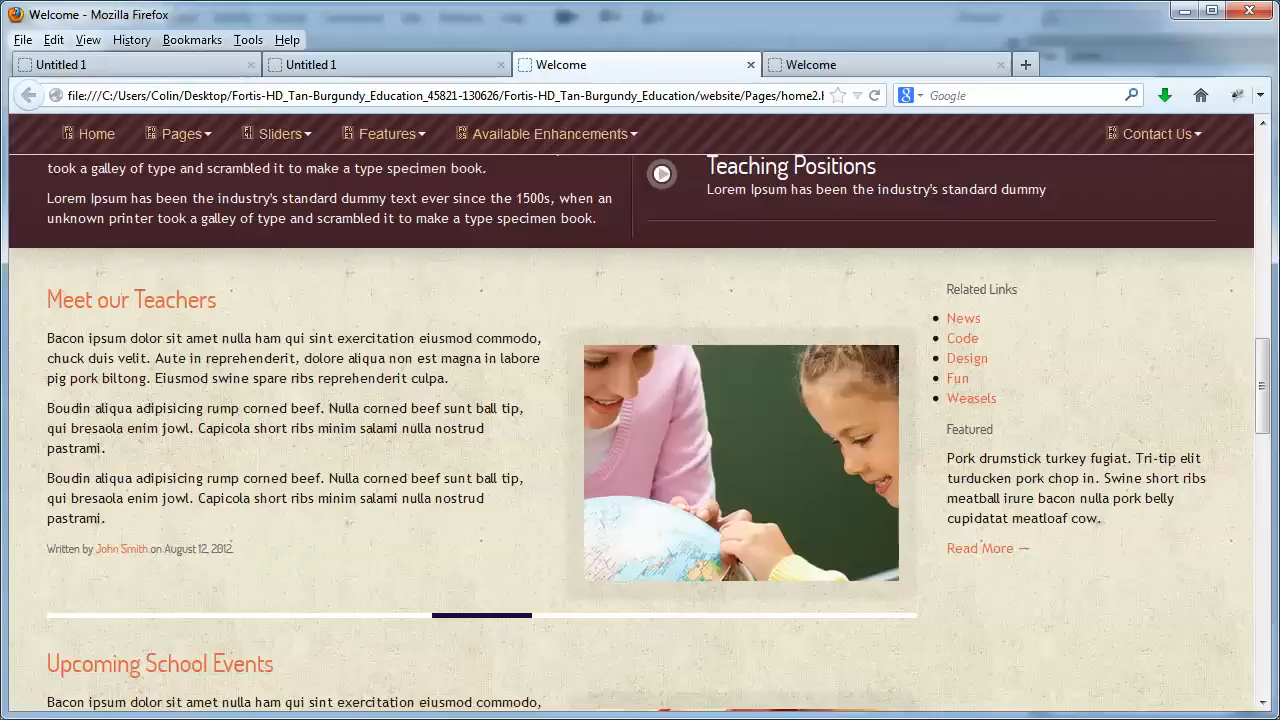 Welcome - Mozilla Firefox
File Edit View History Bookmarks Tools Help
Untitled 1
Untitled 1
Welcome
Welcome
file:///C:/Users/Colin/Desktop/Fortis-HD_Tan-Burgundy_Education_45821-130626/Fortis-HD_Tan-Burgundy_Education/website/Pages/home2.h
Google
Home
Pages
Sliders
Features
Available Enhancements
Contact Us
took a galley of type and scrambled it to make a type specimen book.
Lorem Ipsum has been the industry's standard dummy text ever since the 1500s, when an
unknown printer took a galley of type and scrambled it to make a type specimen book.
Teaching Positions
Lorem Ipsum has been the industry's standard dummy
Meet our Teachers
Bacon ipsum dolor sit amet nulla ham qui sint exercitation eiusmod commodo,
chuck duis velit. Aute in reprehenderit, dolore aliqua non est magna in labore
pig pork biltong. Eiusmod swine spare ribs reprehenderit culpa.
Boudin aliqua adipisicing rump corned beef. Nulla corned beef sunt ball tip,
qui bresaola enim jowl. Capicola short ribs minim salami nulla nostrud
pastrami.
Boudin aliqua adipisicing rump corned beef. Nulla corned beef sunt ball tip,
qui bresaola enim jowl. Capicola short ribs minim salami nulla nostrud
pastrami.
Written by John Smith on August 12, 2012.
Related Links
News
Code
Design
Fun
Weasels
Featured
Pork drumstick turkey fugiat. Tri-tip elit
turducken pork chop in. Swine short ribs
meatball irure bacon nulla pork belly
cupidatat meatloaf cow.
Read More →
Upcoming School Events
Bacon ipsum dolor sit amet nulla ham qui sint exercitation eiusmod commodo,